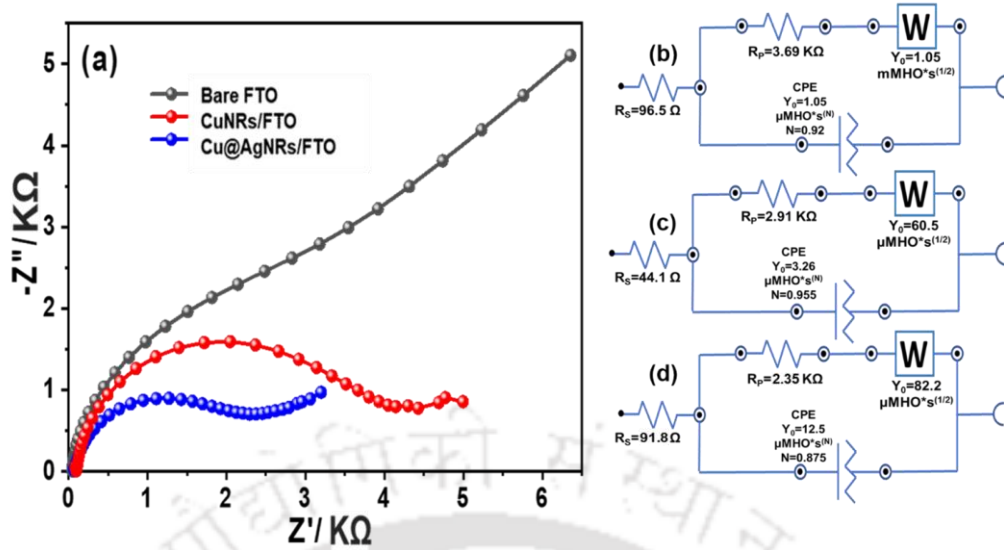 (a)
Bare FTO
CuNRs/FTO
Cu@AgNRs/FTO
-Z"/KΩ
5
4
3
2
1
0
0 1 2 3 4 5 6
Z'/KΩ
(b)
RS=96.5 Ω
RP=3.69 KΩ
W
Y0=1.05
mMHO*s(1/2)
CPE
Y0=1.05
μMHO*s(N)
N=0.92
(c)
RS=44.1 Ω
RP=2.91 KΩ
W
Y0=60.5
μMHO*s(1/2)
CPE
Y0=3.26
μMHO*s(N)
N=0.955
(d)
RS=91.8 Ω
RP=2.35 KΩ
W
Y0=82.2
μMHO*s(1/2)
CPE
Y0=12.5
μMHO*s(N)
N=0.875